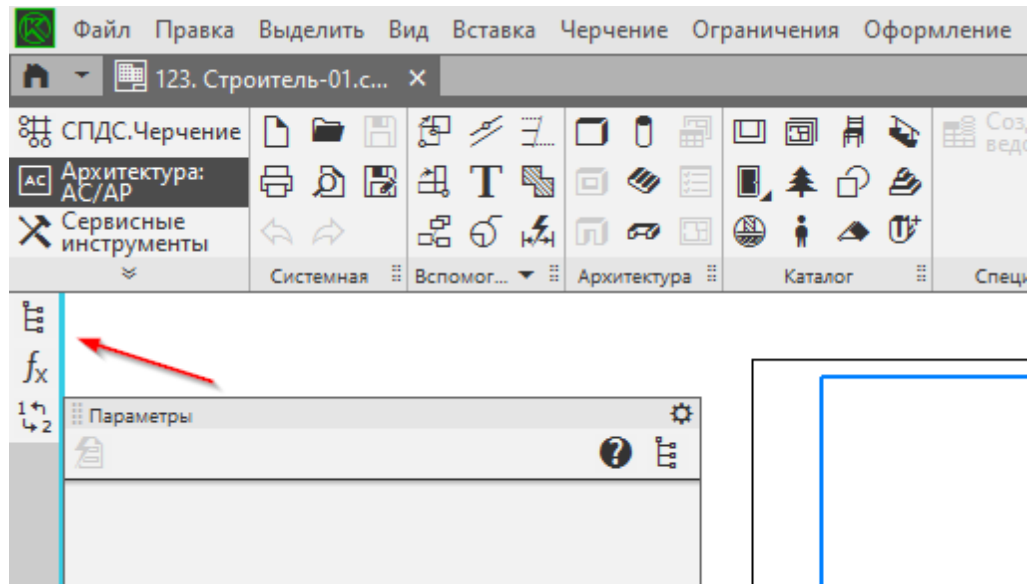 Файл Правка Выделить Вид Вставка Черчение Ограничения Оформление
123. Строитель-01.с...
СПДС.Черчение
АС Архитектура:
АС/АР
Сервисные
инструменты
Системная Вспомог... Архитектура Каталог
Параметры